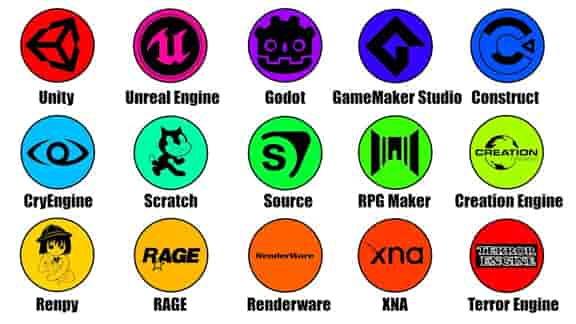 Unity Unreal Engine Godot GameMaker Studio Construct
S CREATION
CryEngine Scratch Source RPG Maker Creation Engine
RAGE RenderWare xna TERROR ENGINE
Renpy RAGE Renderware XNA Terror Engine